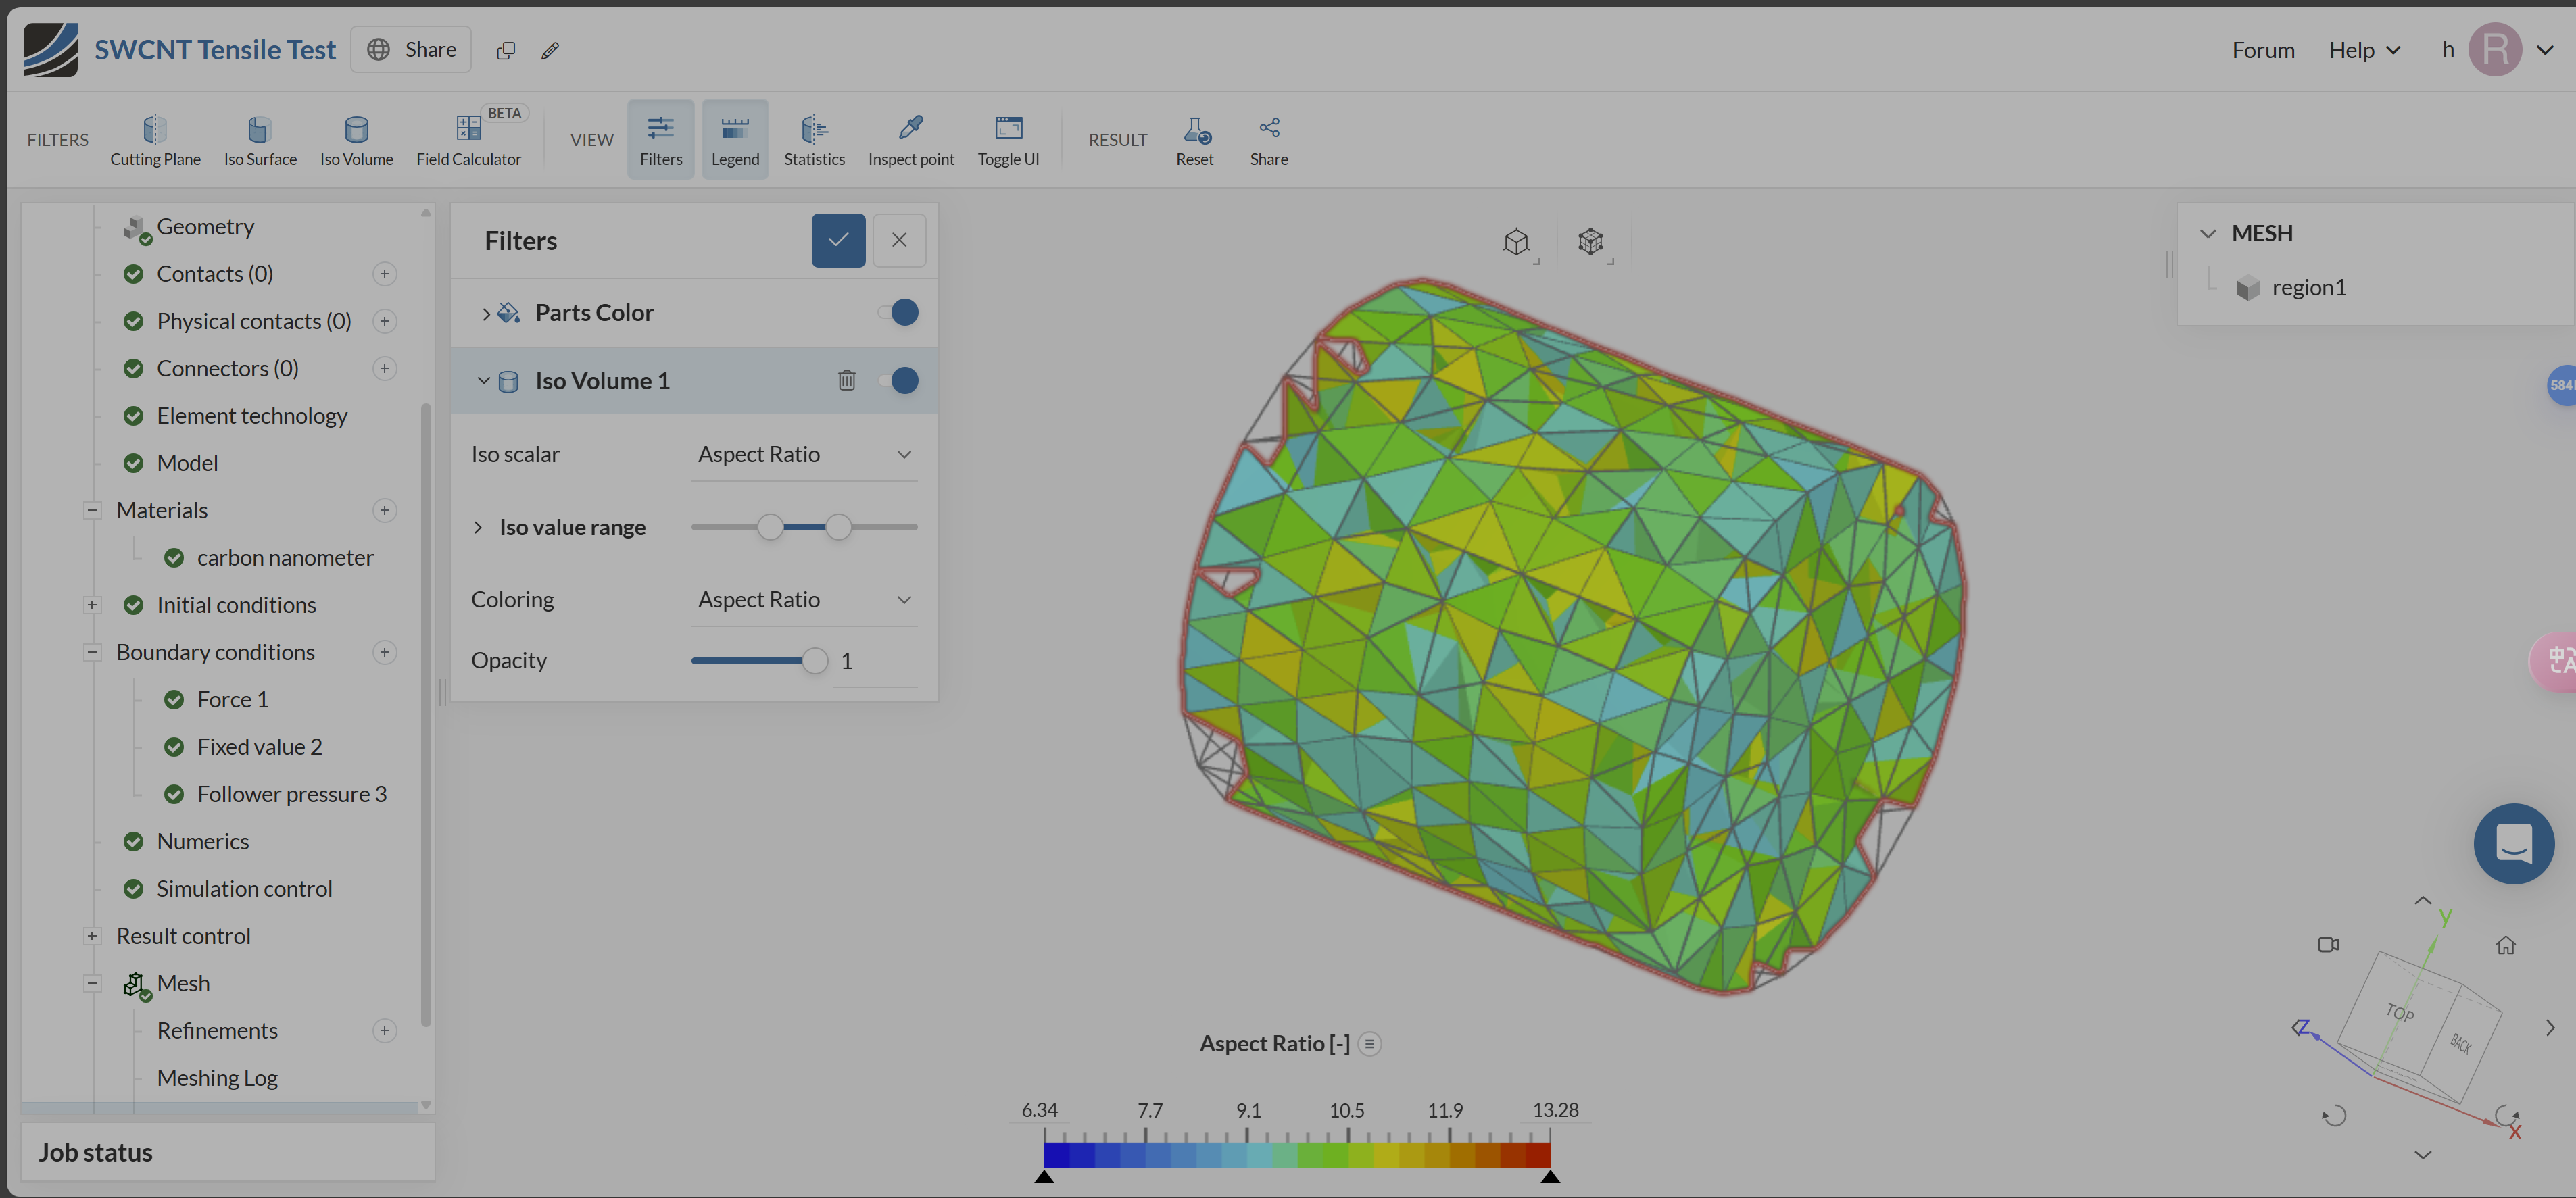 SWCNT Tensile Test
Share
Forum
Help
h
R
FILTERS
Cutting Plane
Iso Surface
Iso Volume
Field Calculator
BETA
VIEW
Filters
Legend
Statistics
Inspect point
Toggle UI
RESULT
Reset
Share
Geometry
Contacts (0)
Physical contacts (0)
Connectors (0)
Element technology
Model
Materials
carbon nanometer
Initial conditions
Boundary conditions
Force 1
Fixed value 2
Follower pressure 3
Numerics
Simulation control
Result control
Mesh
Refinements
Meshing Log
Job status
Filters
Parts Color
Iso Volume 1
Iso scalar
Aspect Ratio
Iso value range
Coloring
Aspect Ratio
Opacity
1
MESH
region1
584
中
A
Aspect Ratio [-]
6.34
7.7
9.1
10.5
11.9
13.28
y
Z
TOP
BACK
X